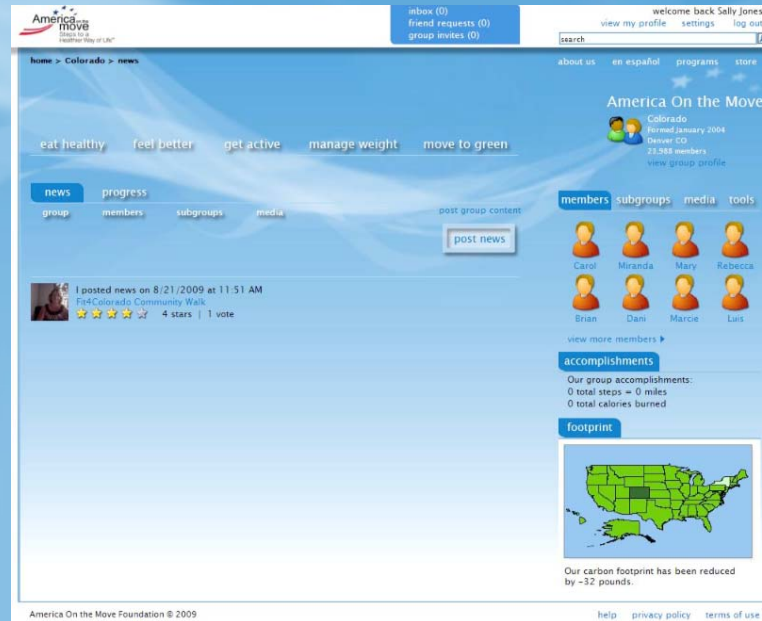 America on the move
Steps to a
Healthier Way of Life
inbox (0)
friend requests (0)
group invites (0)
welcome back Sally Jones
view my profile settings log out
search
home > Colorado > news
about us en español programs store
America On the Move
Colorado
Formed January 2004
Denver CO
23,988 members
view group profile
eat healthy feel better get active manage weight move to green
news progress
group members subgroups media
post group content
post news
I posted news on 8/21/2009 at 11:51 AM
Fit4Colorado Community Walk
4 stars | 1 vote
members subgroups media tools
Carol Miranda Mary Rebecca
Brian Dani Marcie Luis
view more members
accomplishments
Our group accomplishments:
0 total steps = 0 miles
0 total calories burned
footprint
Our carbon footprint has been reduced
by -32 pounds.
America On the Move Foundation © 2009
help privacy policy terms of use